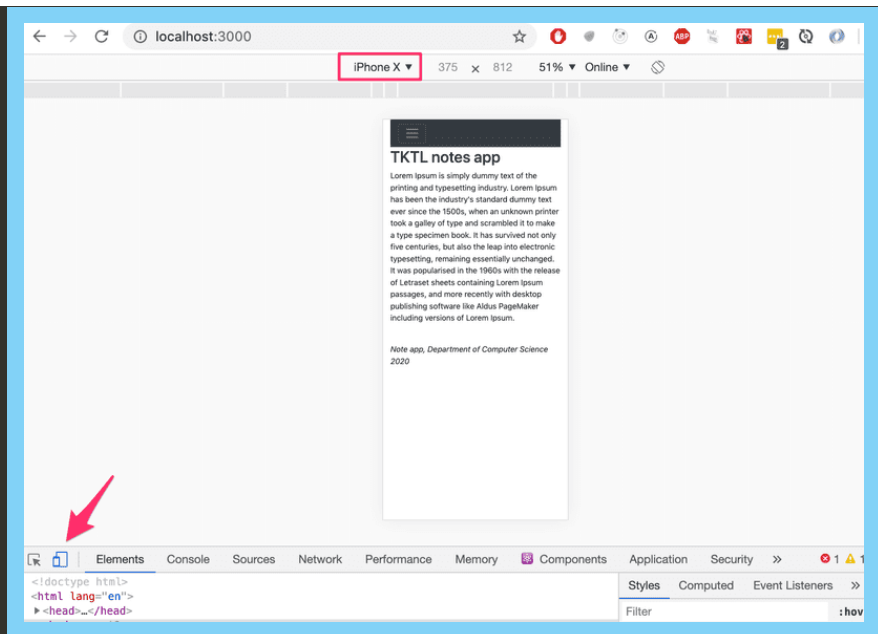 localhost:3000
ABP
2
iPhone X ▼ 375 × 812 51% ▼ Online ▼
TKTL notes app
Lorem Ipsum is simply dummy text of the
printing and typesetting industry. Lorem Ipsum
has been the industry's standard dummy text
ever since the 1500s, when an unknown printer
took a galley of type and scrambled it to make
a type specimen book. It has survived not only
five centuries, but also the leap into electronic
typesetting, remaining essentially unchanged.
It was popularised in the 1960s with the release
of Letraset sheets containing Lorem Ipsum
passages, and more recently with desktop
publishing software like Aldus PageMaker
including versions of Lorem Ipsum.
Note app, Department of Computer Science
2020
Elements Console Sources Network Performance Memory Components Application Security » 1 1
<!doctype html>
<html lang="en">
▶<head>…</head>
Styles Computed Event Listeners »
Filter :hov